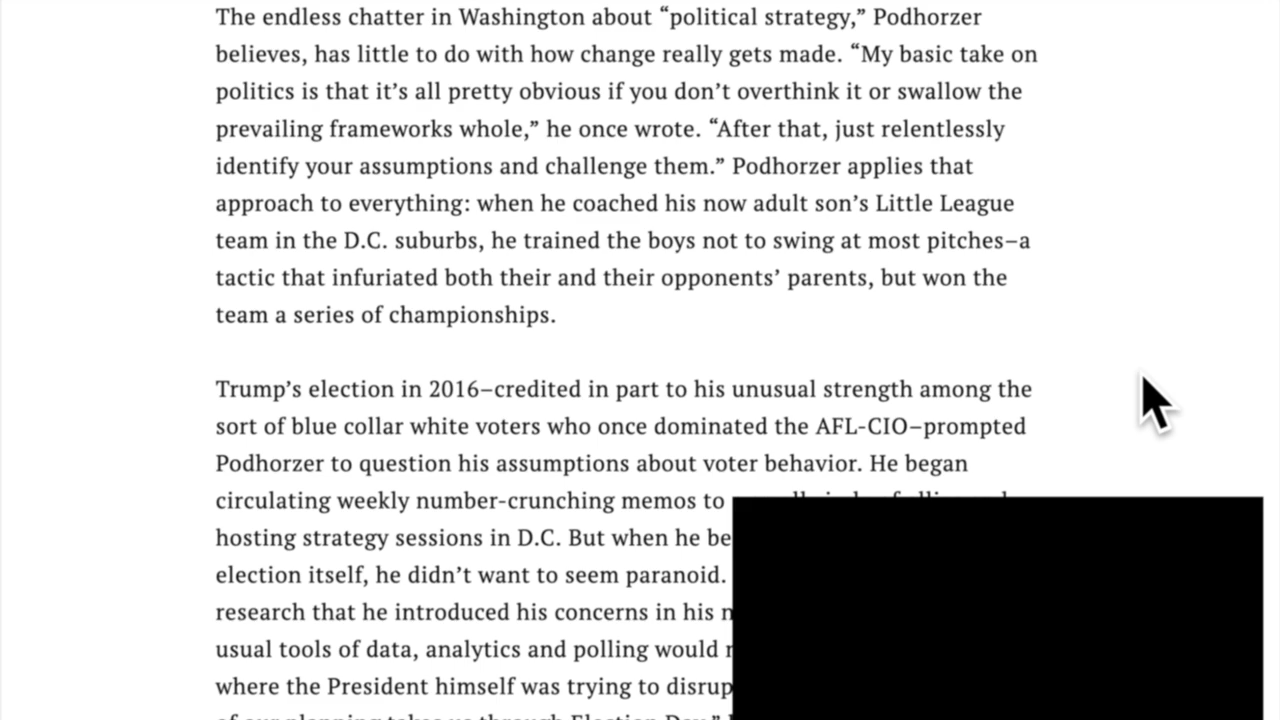 The endless chatter in Washington about “political strategy,” Podhorzer
believes, has little to do with how change really gets made. “My basic take on
politics is that it’s all pretty obvious if you don’t overthink it or swallow the
prevailing frameworks whole,” he once wrote. “After that, just relentlessly
identify your assumptions and challenge them.” Podhorzer applies that
approach to everything: when he coached his now adult son’s Little League
team in the D.C. suburbs, he trained the boys not to swing at most pitches–a
tactic that infuriated both their and their opponents’ parents, but won the
team a series of championships.
Trump’s election in 2016–credited in part to his unusual strength among the
sort of blue collar white voters who once dominated the AFL-CIO–prompted
Podhorzer to question his assumptions about voter behavior. He began
circulating weekly number-crunching memos to
hosting strategy sessions in D.C. But when he be
election itself, he didn’t want to seem paranoid.
research that he introduced his concerns in his
usual tools of data, analytics and polling would
where the President himself was trying to disrup
of our planning takes us through Election Day,”